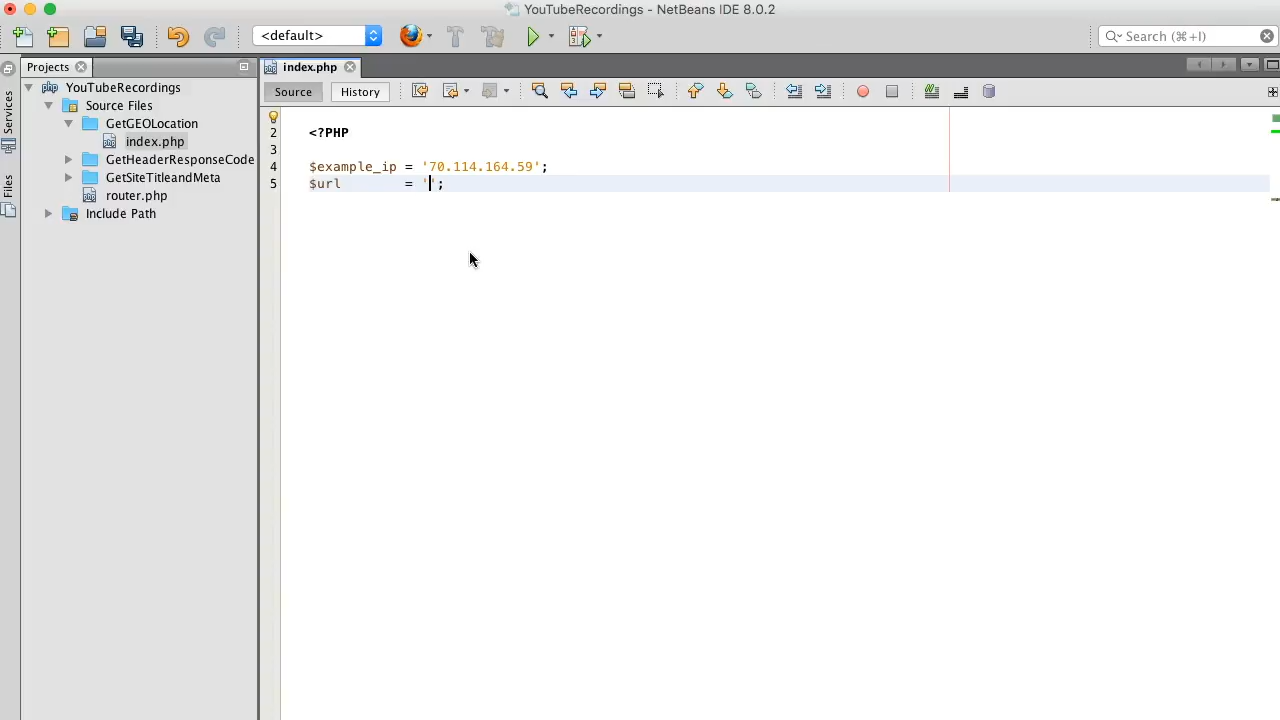 YouTubeRecordings - NetBeans IDE 8.0.2
<default>
Search (⌘+I)
Projects
index.php
Services
Files
YouTubeRecordings
Source Files
GetGEOLocation
index.php
GetHeaderResponseCode
GetSiteTitleandMeta
router.php
Include Path
Source
History
2 <?PHP
3
4 $example_ip = '70.114.164.59';
5 $url = '';